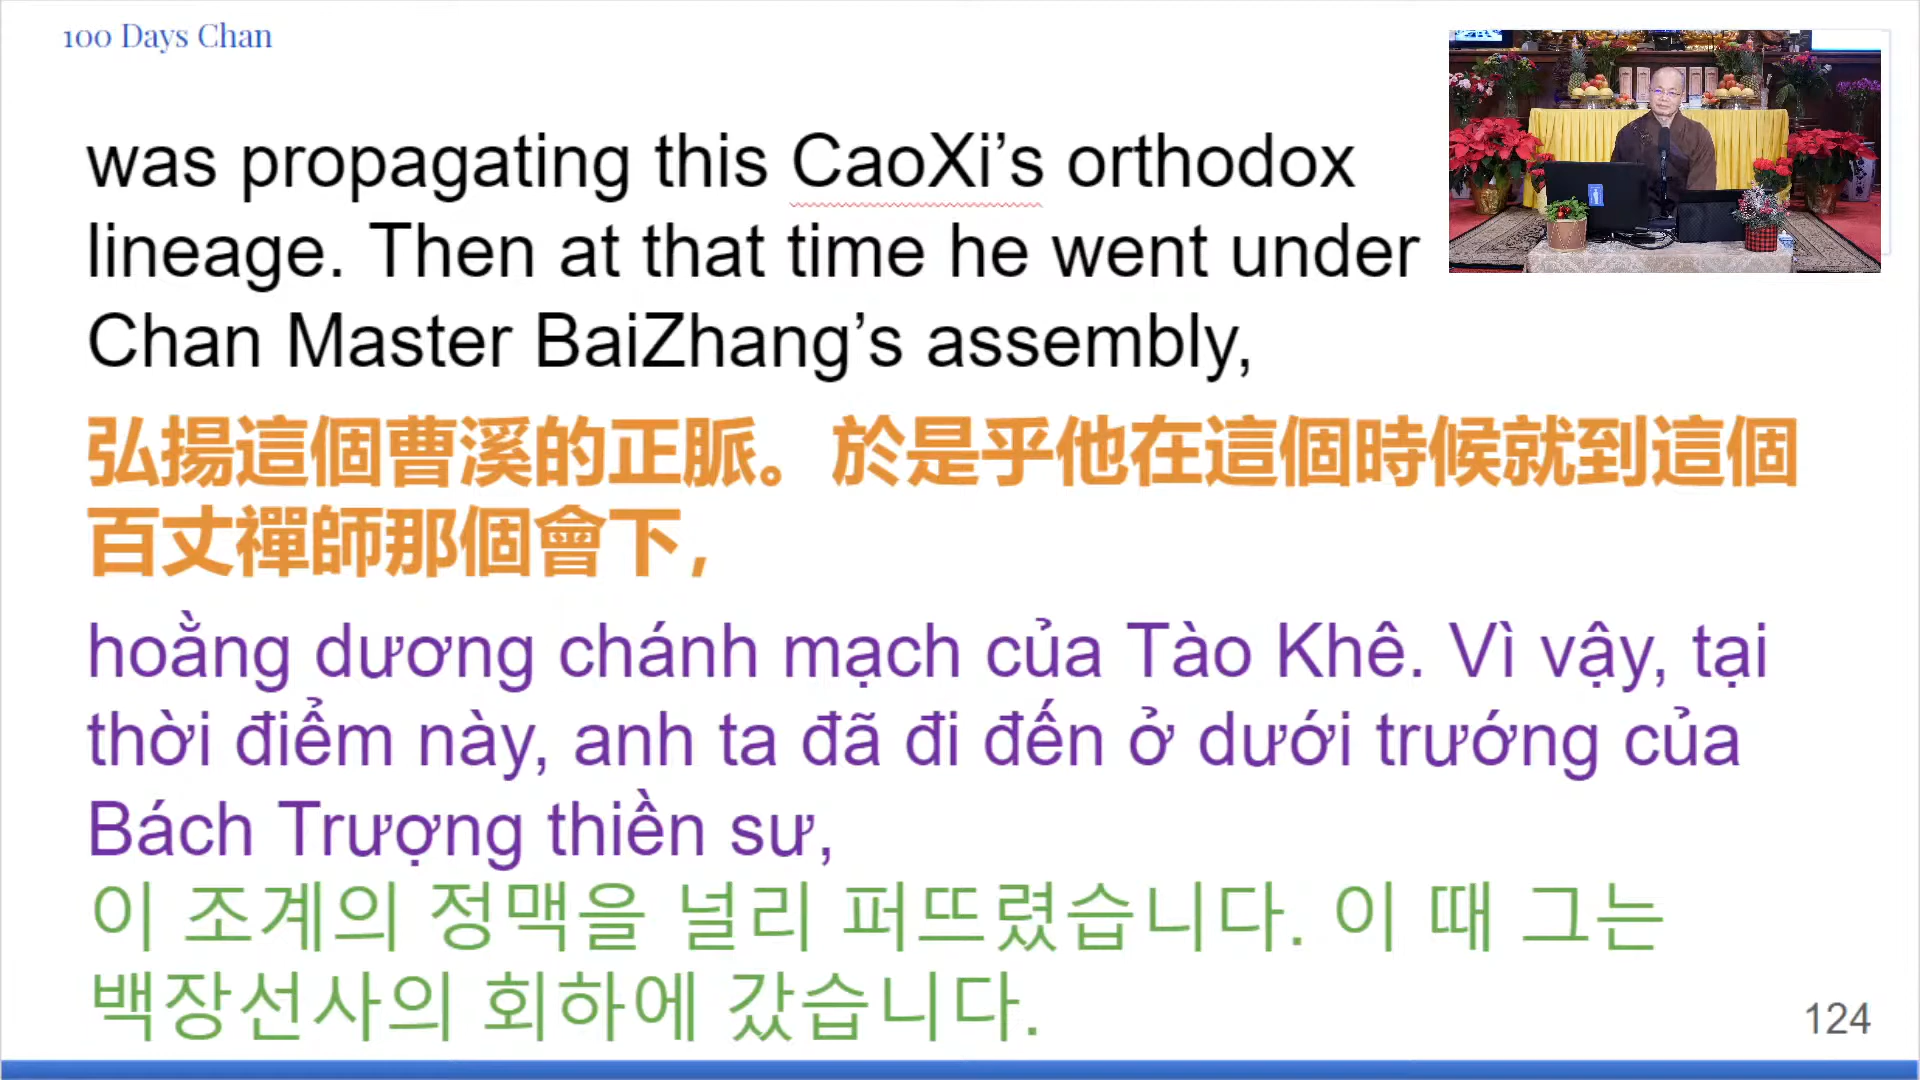 100 Days Chan
was propagating this CaoXi’s orthodox
lineage. Then at that time he went under
Chan Master BaiZhang’s assembly,
弘揚這個曹溪的正脈。於是乎他在這個時候就到這個
百丈禪師那個會下,
hoằng dương chánh mạch của Tào Khê. Vì vậy, tại
thời điểm này, anh ta đã đi đến ở dưới trướng của
Bách Trượng thiền sư,
이 조계의 정맥을 널리 퍼뜨렸습니다. 이 때 그는
백장선사의 회하에 갔습니다.
124